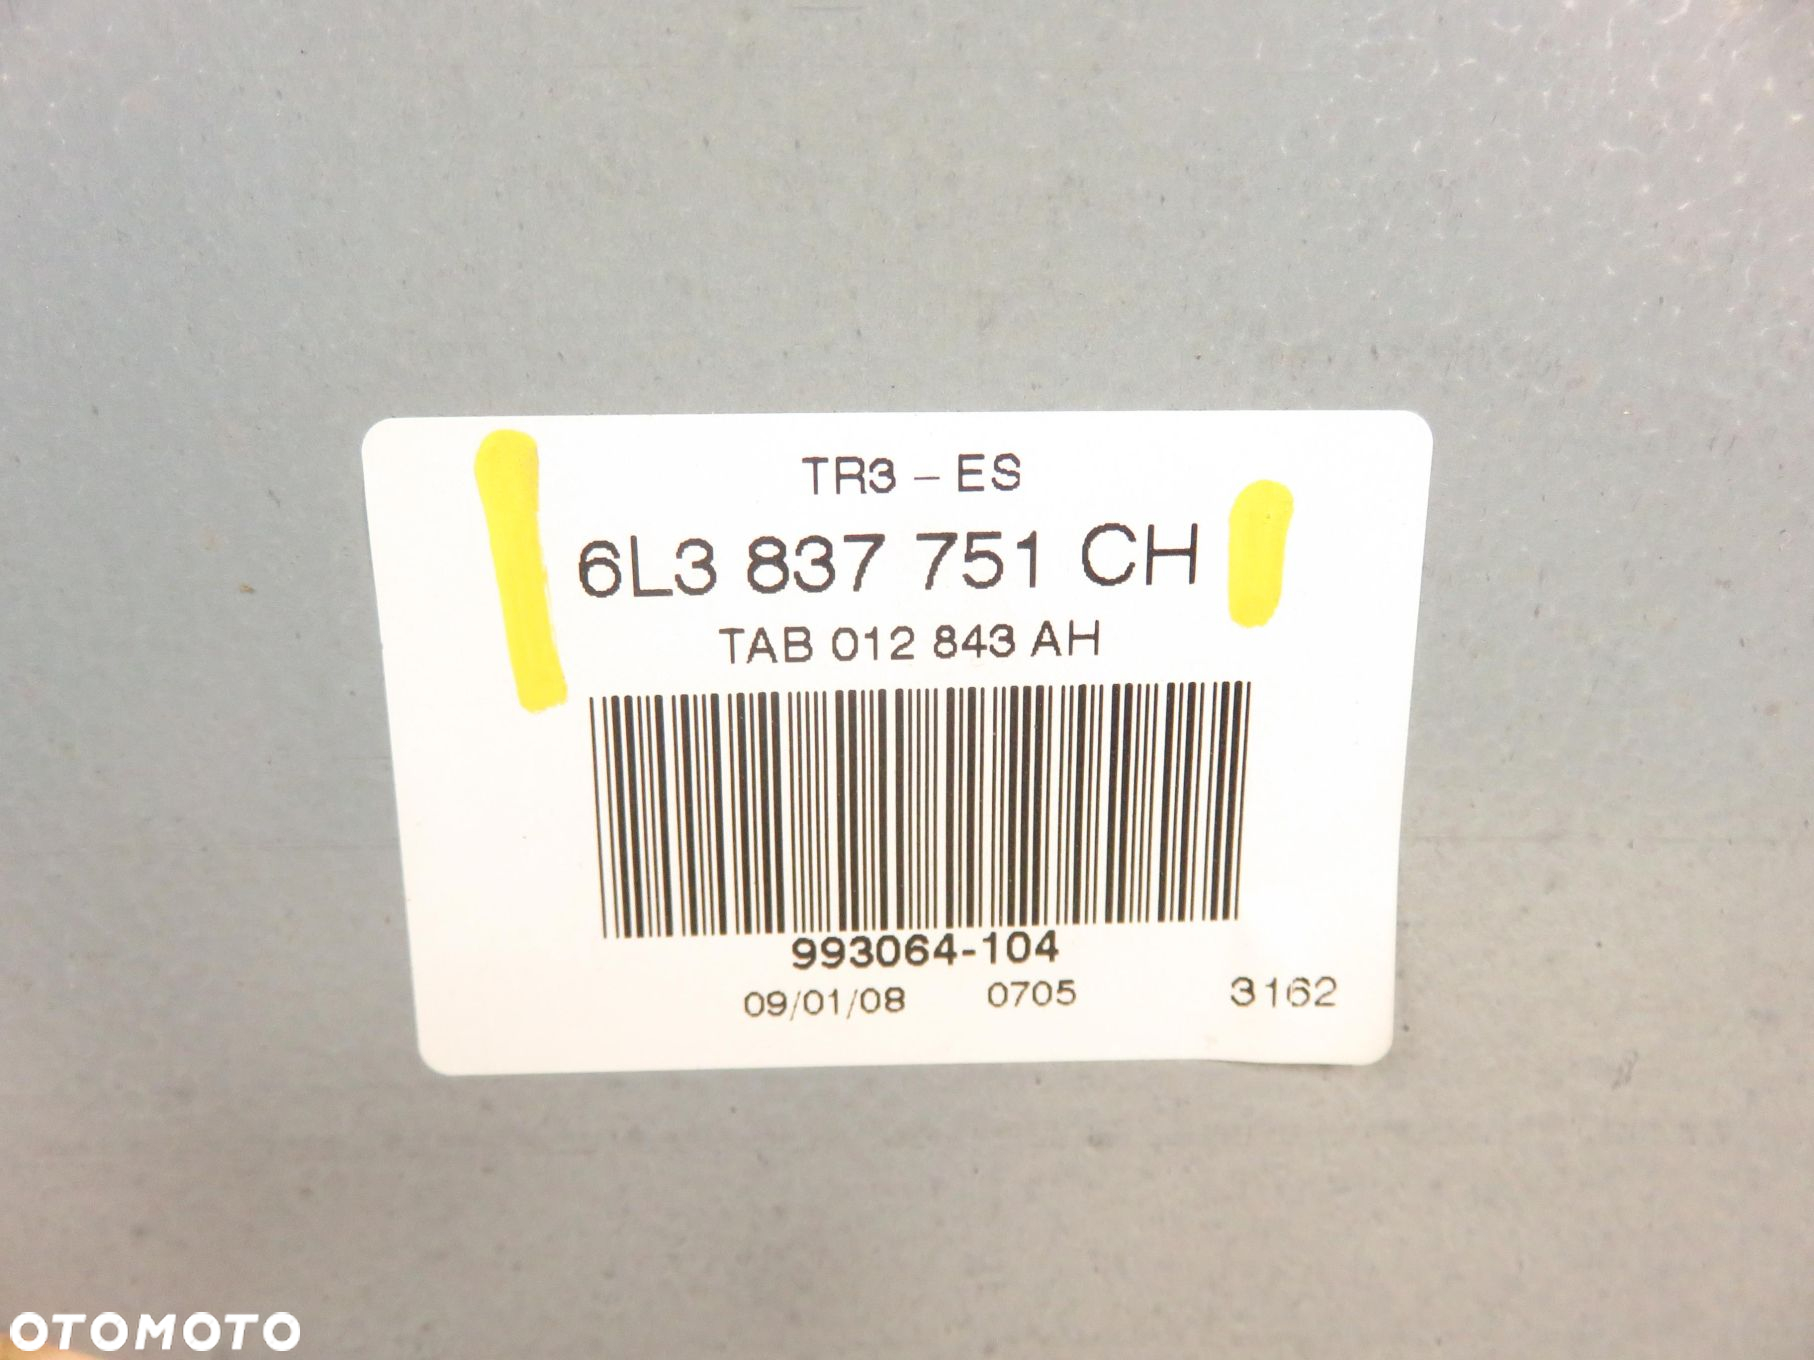 TR3 – ES
6L3 837 751 CH
TAB 012 843 AH
993064-104
09/01/08 0705 3162
OTOMOTO